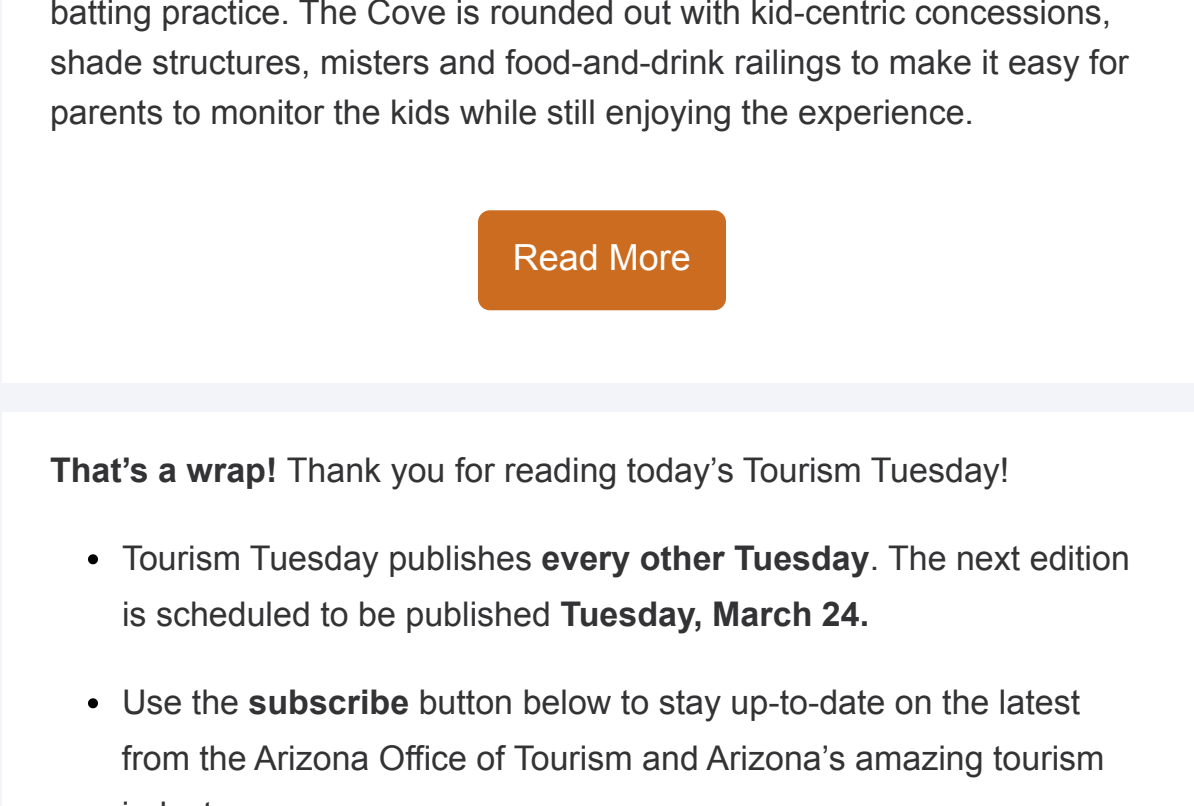 batting practice. The Cove is rounded out with kid-centric concessions,
shade structures, misters and food-and-drink railings to make it easy for
parents to monitor the kids while still enjoying the experience.
Read More
That’s a wrap! Thank you for reading today’s Tourism Tuesday!
• Tourism Tuesday publishes every other Tuesday. The next edition
is scheduled to be published Tuesday, March 24.
• Use the subscribe button below to stay up-to-date on the latest
from the Arizona Office of Tourism and Arizona’s amazing tourism